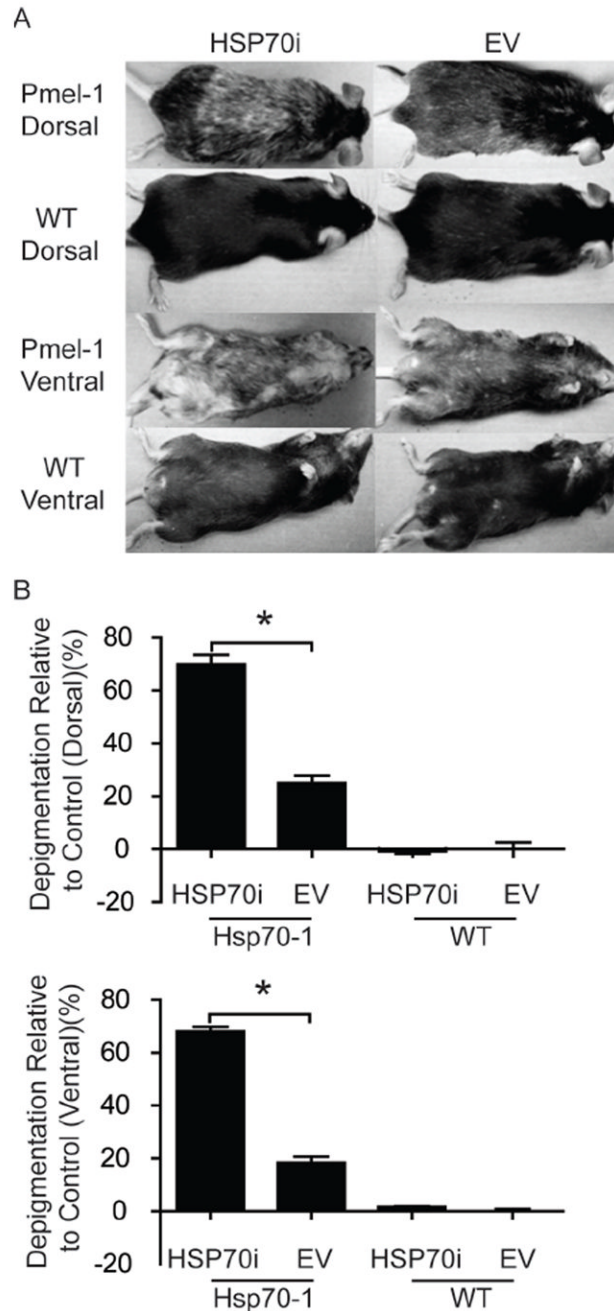 A
HSP70i EV
Pmel-1
Dorsal
WT
Dorsal
Pmel-1
Ventral
WT
Ventral
B
Depigmentation Relative
to Control (Dorsal)(%)
80
60
40
20
0
-20
*
HSP70i EV HSP70i EV
Hsp70-1 WT
Depigmentation Relative
to Control (Ventral)(%)
80
60
40
20
0
-20
*
HSP70i EV HSP70i EV
Hsp70-1 WT